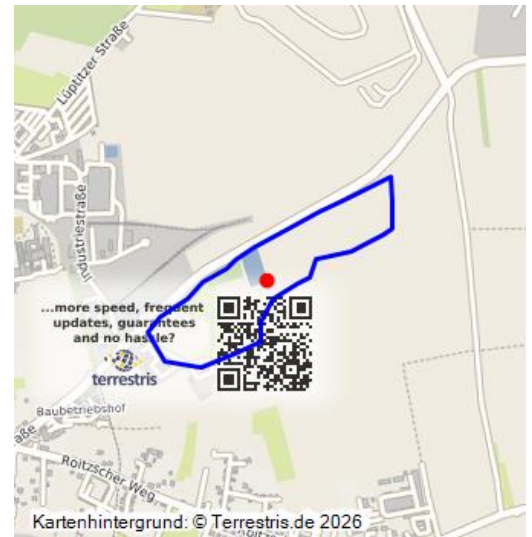 Lüptitzer Straße
Industriestraße
...more speed, frequent
updates, guarantees
and no hassle?
terrestris
Baubetriebshof
aße
Roitzscher Weg
Kartenhintergrund: © Terrestris.de 2026